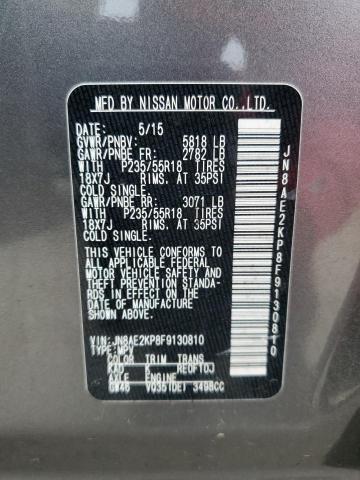 MFD BY NISSAN MOTOR CO.,LTD.
DATE: 5/15
GVWR/PNBV: 5818 LB
GAWR/PNBE FR: 2782 LB
WITH P235/55R18 TIRES
18X7J RIMS. AT 35PSI
COLD SINGLE.
GAWR/PNBE RR: 3071 LB
WITH P235/55R18 TIRES
18X7J RIMS. AT 35PSI
COLD SINGLE.
THIS VEHICLE CONFORMS TO
ALL APPLICABLE FEDERAL
MOTOR VEHICLE SAFETY AND
THEFT PREVENTION STANDA-
RDS IN EFFECT ON THE
DATE OF MANUFACTURE
SHOWN ABOVE.
VIN: JN8AE2KP8F9130810
TYPE: MPV
COLOR TRIM TRANS
KAD K RE0F10J
AXLE ENGINE
VQ35(DE) 3498CC
JN8AE2KP8F9130810